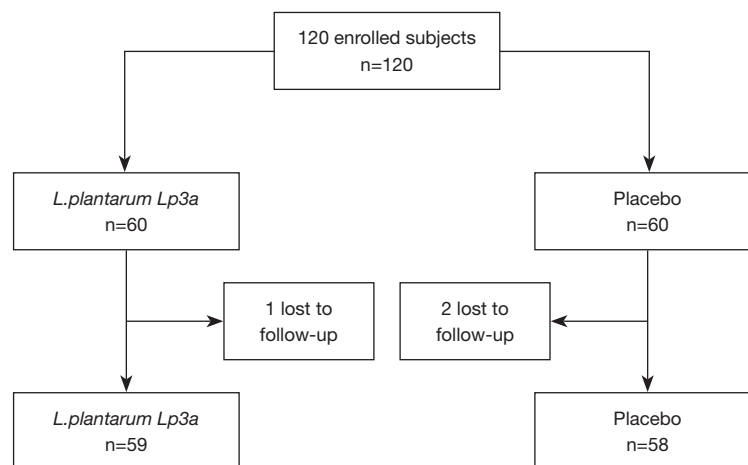 120 enrolled subjects
n=120
L.plantarum Lp3a
n=60
Placebo
n=60
1 lost to
follow-up
2 lost to
follow-up
L.plantarum Lp3a
n=59
Placebo
n=58